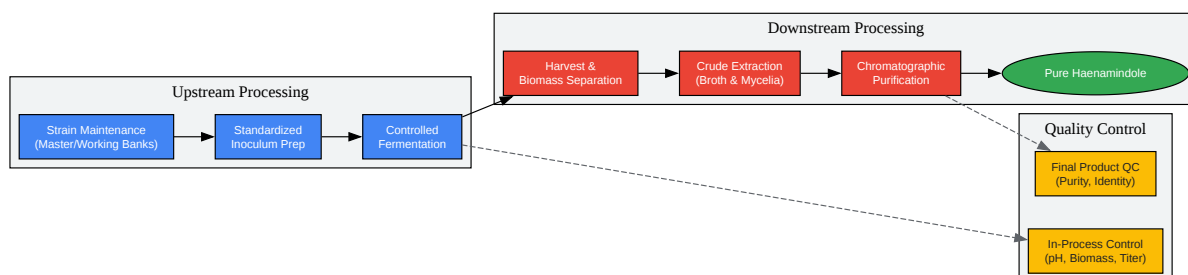 Downstream Processing
Harvest &
Biomass Separation
Crude Extraction
(Broth & Mycelia)
Chromatographic
Purification
Pure Haenamindole
Upstream Processing
Strain Maintenance
(Master/Working Banks)
Standardized
Inoculum Prep
Controlled
Fermentation
Quality Control
Final Product QC
(Purity, Identity)
In-Process Control
(pH, Biomass, Titer)